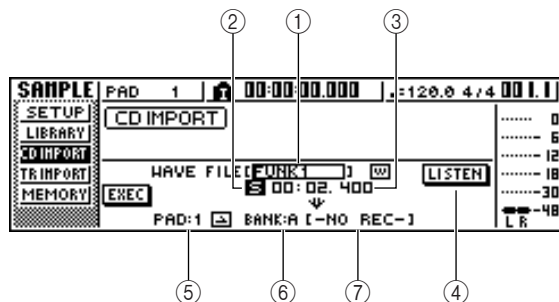 ② ① ③
SAMPLE PAD 1 00:00:00.000 ♩=120.0 4/4 001.1
SETUP CD IMPORT 0
LIBRARY 6
CD IMPORT 12
TR IMPORT WAVE FILE[FUNK1 ] W LISTEN 18
MEMORY EXEC S 00:02.400 30
PAD:1 BANK:A [-NO REC-] 48
L R
⑤ ⑥ ⑦ ④